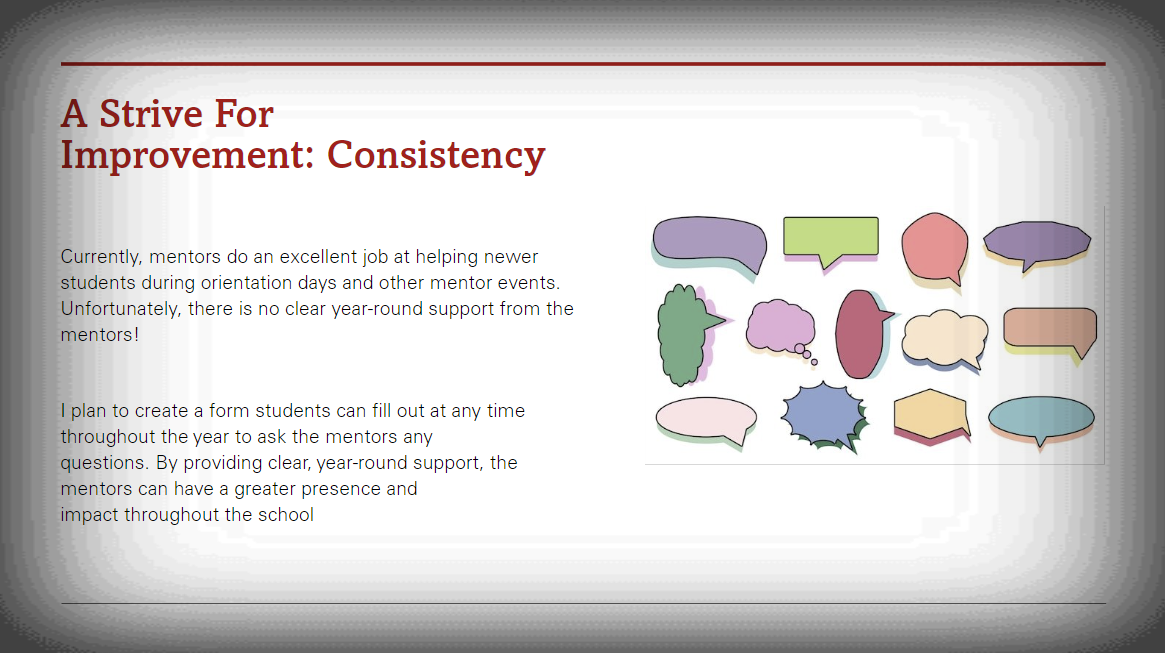 A Strive For
Improvement: Consistency
Currently, mentors do an excellent job at helping newer
students during orientation days and other mentor events.
Unfortunately, there is no clear year-round support from the
mentors!
I plan to create a form students can fill out at any time
throughout the year to ask the mentors any
questions. By providing clear, year-round support, the
mentors can have a greater presence and
impact throughout the school